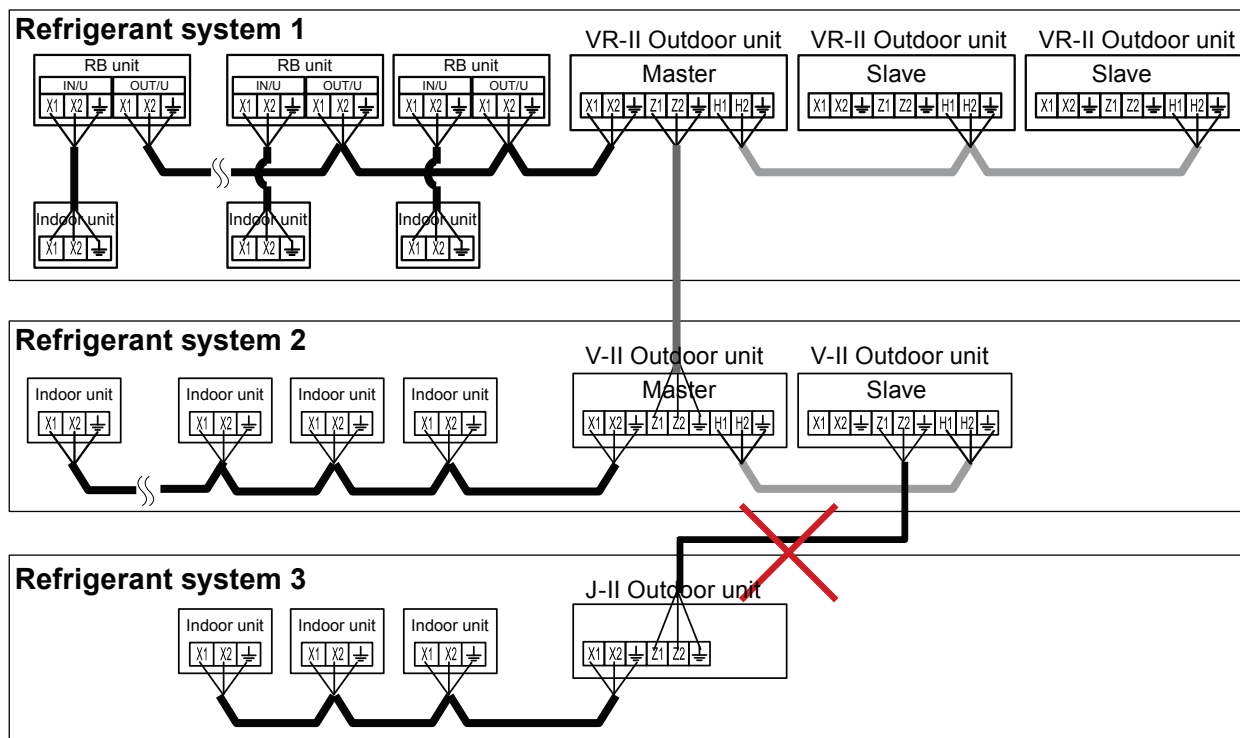 Refrigerant system 1
VR-II Outdoor unit VR-II Outdoor unit VR-II Outdoor unit
RB unit RB unit RB unit Master Slave Slave
IN/U OUT/U IN/U OUT/U IN/U OUT/U
X1 X2 X1 X2 X1 X2 X1 X2 X1 X2 X1 X2 X1 X2 Z1 Z2 H1 H2 X1 X2 Z1 Z2 H1 H2 X1 X2 Z1 Z2 H1 H2
Indoor unit Indoor unit Indoor unit
X1 X2 X1 X2 X1 X2
Refrigerant system 2
V-II Outdoor unit V-II Outdoor unit
Indoor unit Indoor unit Indoor unit Indoor unit Master Slave
X1 X2 X1 X2 X1 X2 X1 X2 X1 X2 Z1 Z2 H1 H2 X1 X2 Z1 Z2 H1 H2
Refrigerant system 3
J-II Outdoor unit
Indoor unit Indoor unit Indoor unit
X1 X2 X1 X2 X1 X2 X1 X2 Z1 Z2